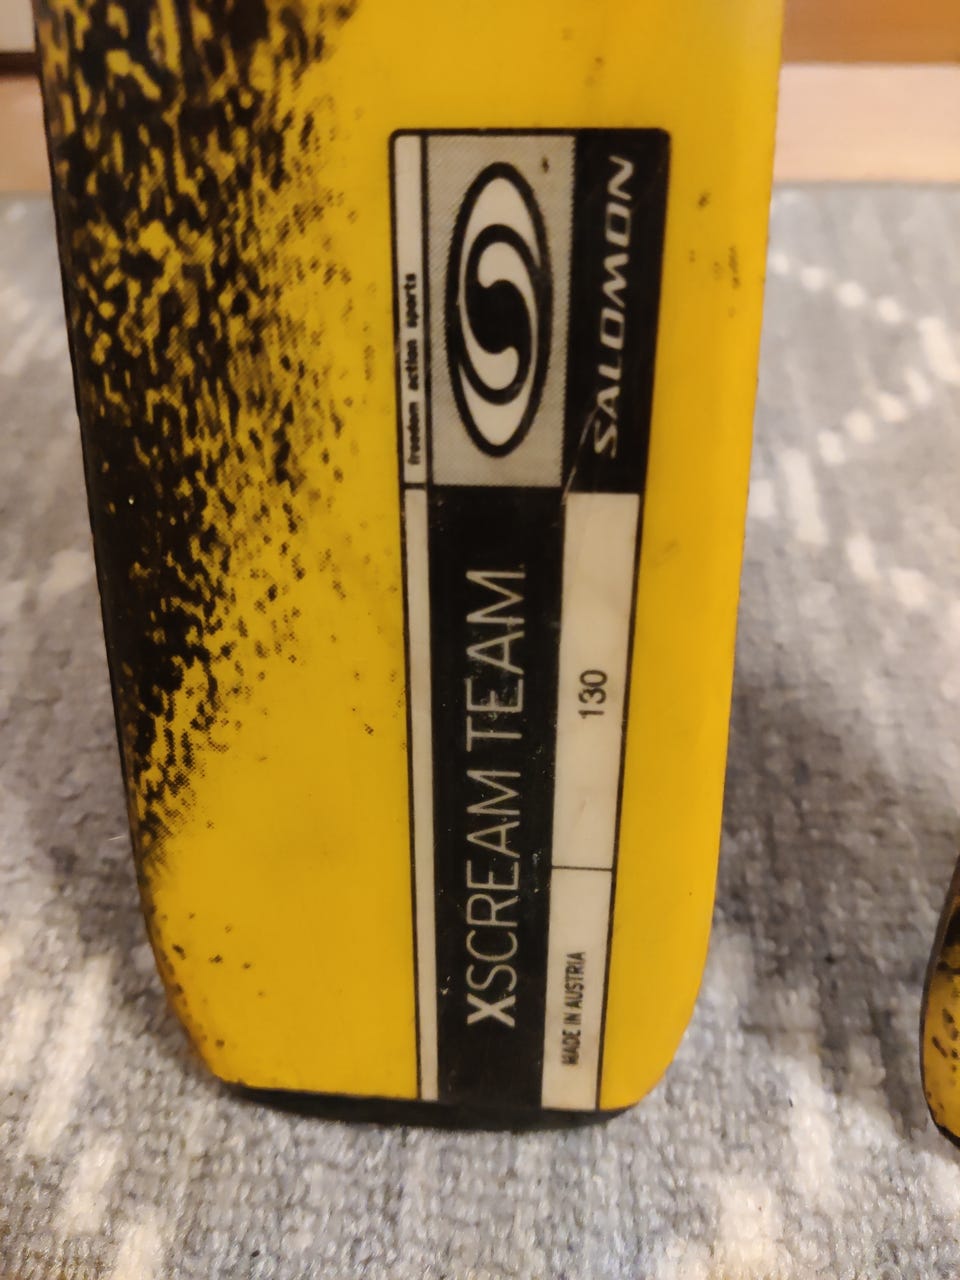 freedom action sports
SALOMON
XSCREAM TEAM
130
MADE IN AUSTRIA